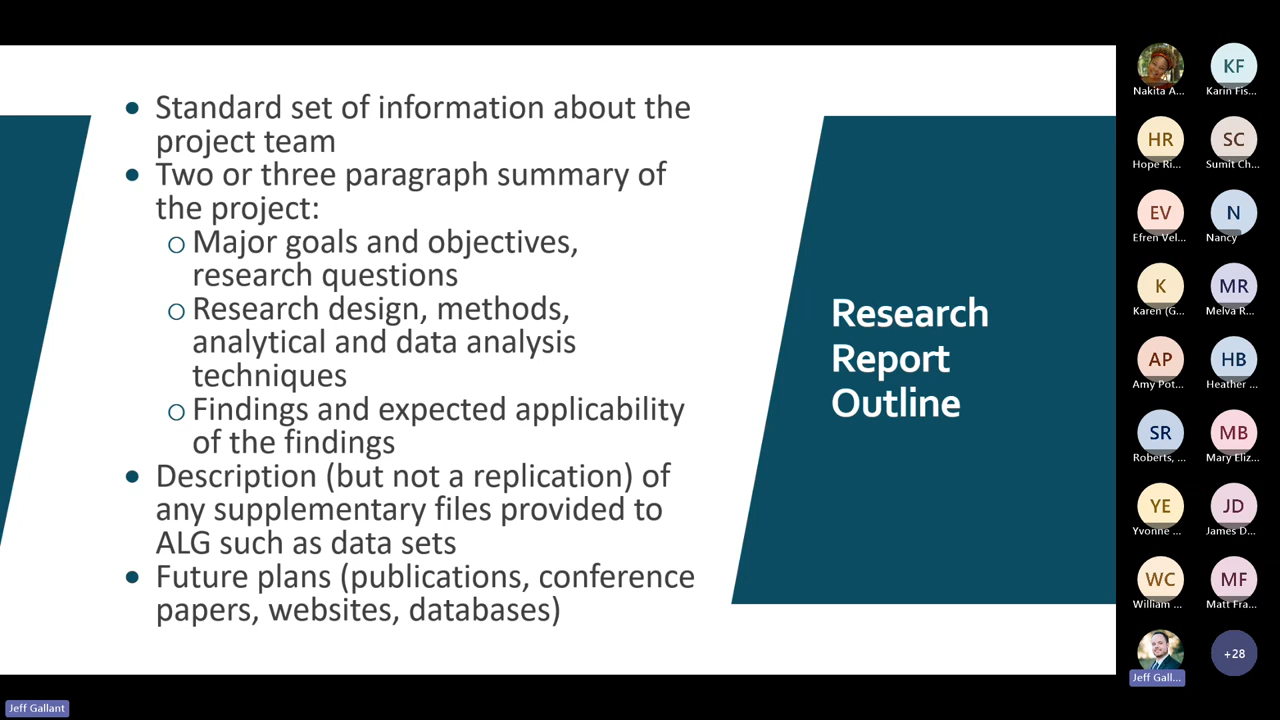 • Standard set of information about the
project team
• Two or three paragraph summary of
the project:
○ Major goals and objectives,
research questions
○ Research design, methods,
analytical and data analysis
techniques
○ Findings and expected applicability
of the findings
• Description (but not a replication) of
any supplementary files provided to
ALG such as data sets
• Future plans (publications, conference
papers, websites, databases)
Research
Report
Outline
Nakita A...
KF
Karin Fis...
HR
Hope Ri...
SC
Sumit Ch...
EV
Efren Vel...
N
Nancy
K
Karen (G...
MR
Melva R...
AP
Amy Pot...
HB
Heather ...
SR
Roberts, ...
MB
Mary Eliz...
YE
Yvonne ...
JD
James D...
WC
William ...
MF
Matt Fra...
Jeff Gall...
+28
Jeff Gallant